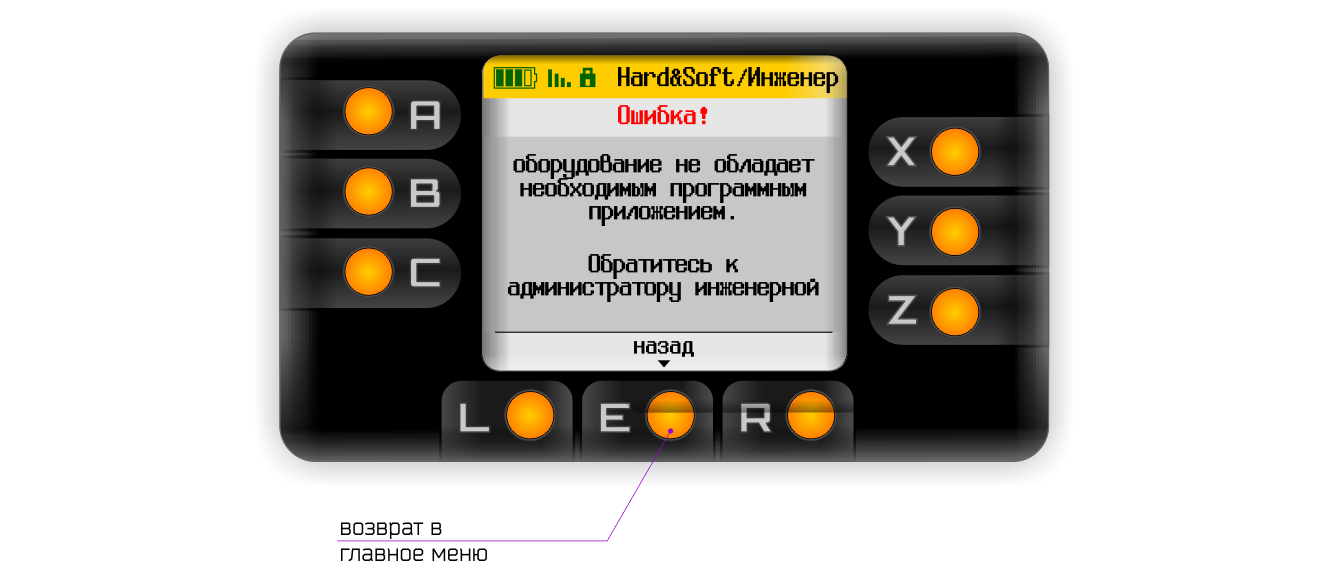 Hard&Soft/Инженер
Ошибка!
оборудование не обладает
необходимым программным
приложением.
Обратитесь к
администратору инженерной
назад
A
B
C
X
Y
Z
L
E
R
возврат в
главное меню